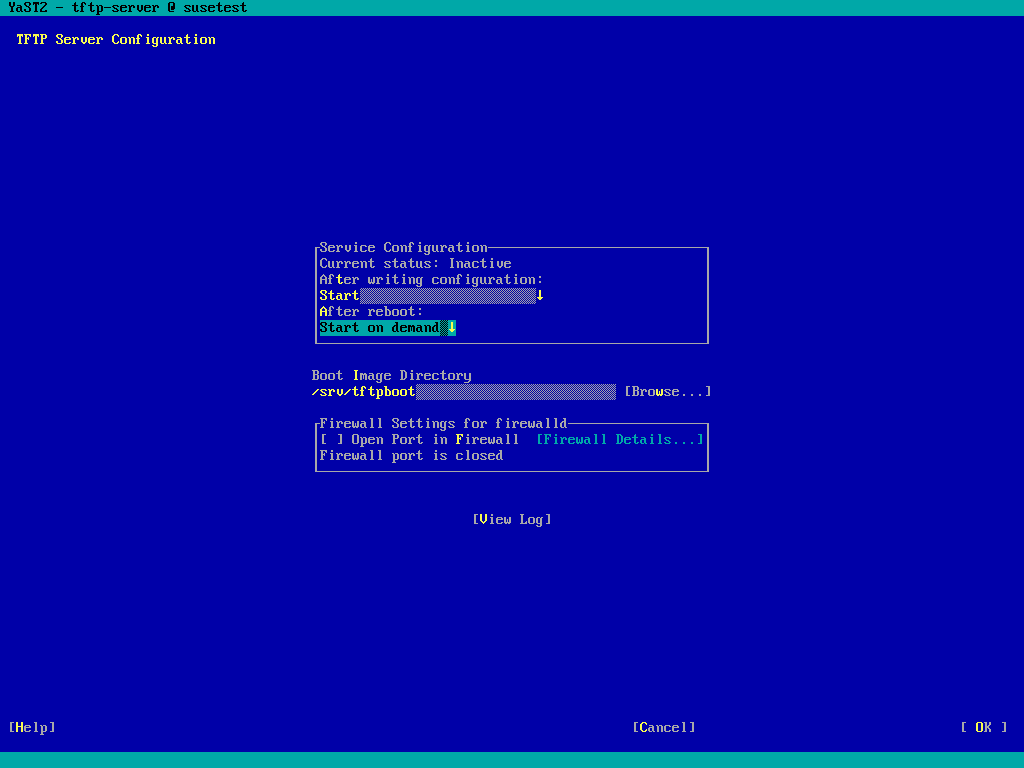 YaST2 - tftp-server @ susetest
TFTP Server Configuration
Service Configuration
Current status: Inactive
After writing configuration:
Start↓
After reboot:
Start on demand ↓
Boot Image Directory
/srv/tftpboot [Browse...]
Firewall Settings for firewalld
[ ] Open Port in Firewall [Firewall Details...]
Firewall port is closed
[View Log]
[Help] [Cancel] [ OK ]